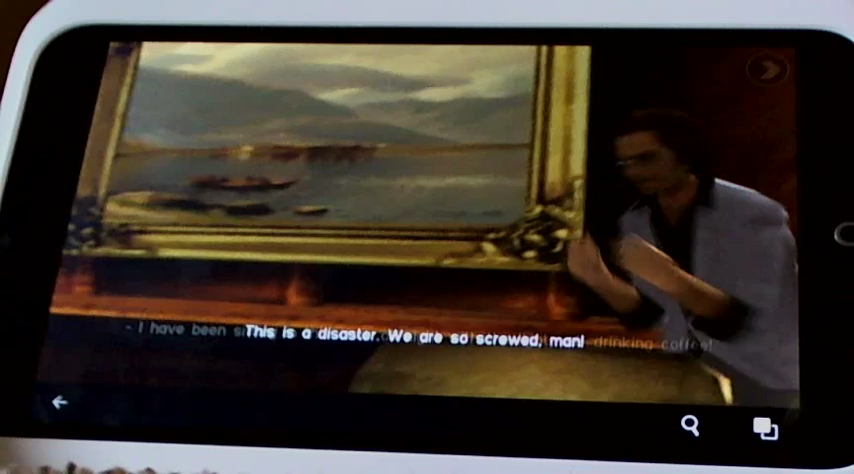 - I have been
This is a disaster. We are so screwed, man!
drinking coffee!